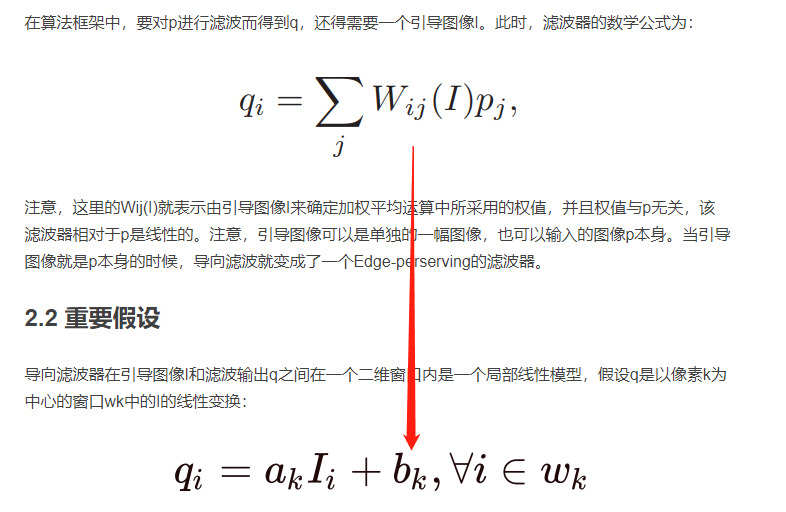 在算法框架中，要对p进行滤波而得到q，还得需要一个引导图像I。此时，滤波器的数学公式为：
q_i = \sum_j W_{ij}(I)p_j,
注意，这里的Wij(I)就表示由引导图像I来确定加权平均运算中所采用的权值，并且权值与p无关，该
滤波器相对于p是线性的。注意，引导图像可以是单独的一幅图像，也可以输入的图像p本身。当引导
图像就是p本身的时候，导向滤波就变成了一个Edge-perserving的滤波器。
2.2 重要假设
导向滤波器在引导图像I和滤波输出q之间在一个二维窗口内是一个局部线性模型，假设q是以像素k为
中心的窗口wk中的I的线性变换：
q_i = a_k I_i + b_k, ∀i ∈ w_k